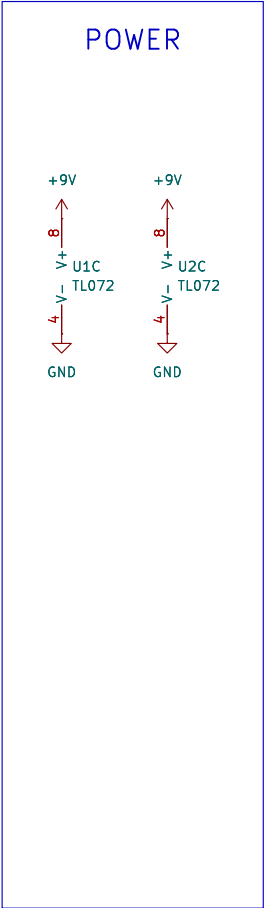 POWER
+9V +9V
8 8
V+ V+
U1C U2C
TL072 TL072
V- V-
4 4
GND GND